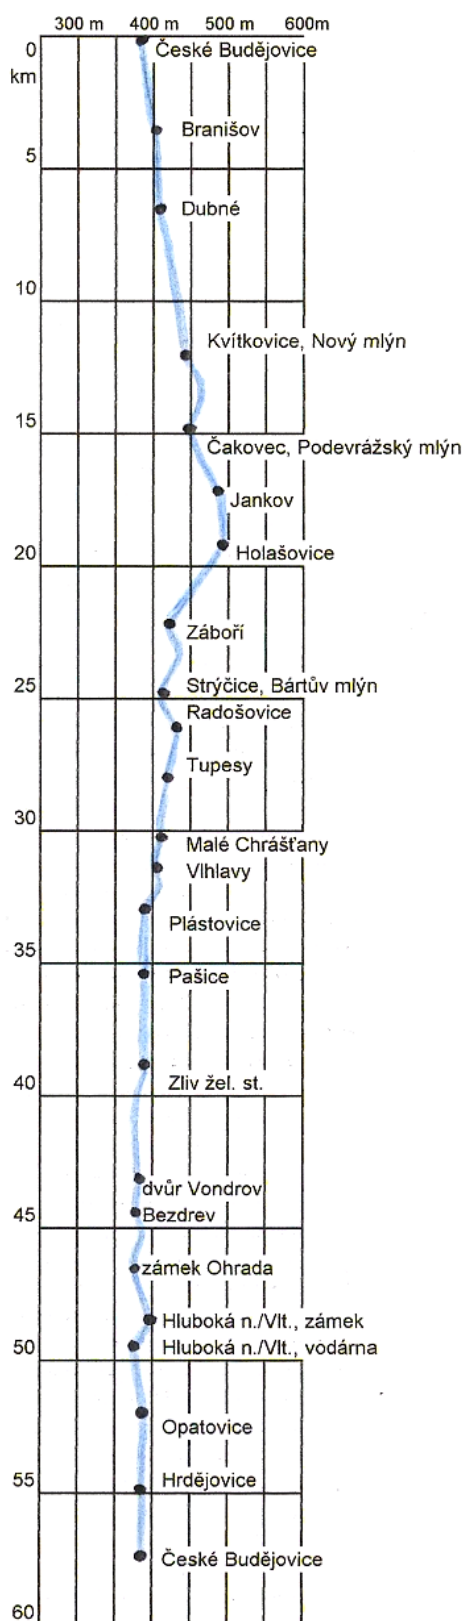 300 m 400 m 500 m 600m
0 České Budějovice
km
Branišov
5
Dubné
10
Kvítkovice, Nový mlýn
15
Čakovec, Podevrážský mlýn
Jankov
Holašovice
20
Záboří
Strýčice, Bártův mlýn
25
Radošovice
Tupesy
30
Malé Chrášťany
Vlhlavy
Plástovice
35
Pašice
Zliv žel. st.
40
dvůr Vondrov
Bezdrev
45
zámek Ohrada
Hluboká n./Vlt., zámek
Hluboká n./Vlt., vodárna
50
Opatovice
Hrdějovice
55
České Budějovice
60